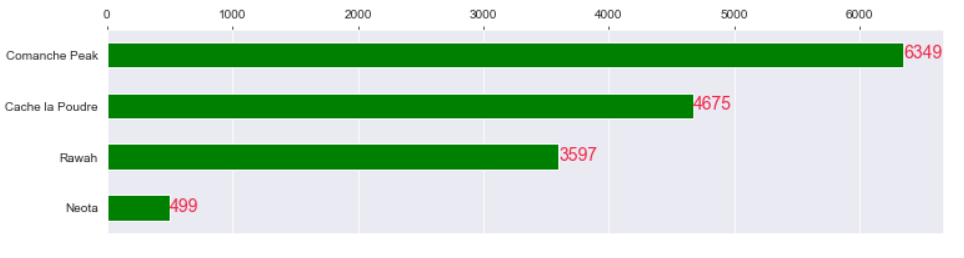 0 1000 2000 3000 4000 5000 6000
Comanche Peak 6349
Cache la Poudre 4675
Rawah 3597
Neota 499